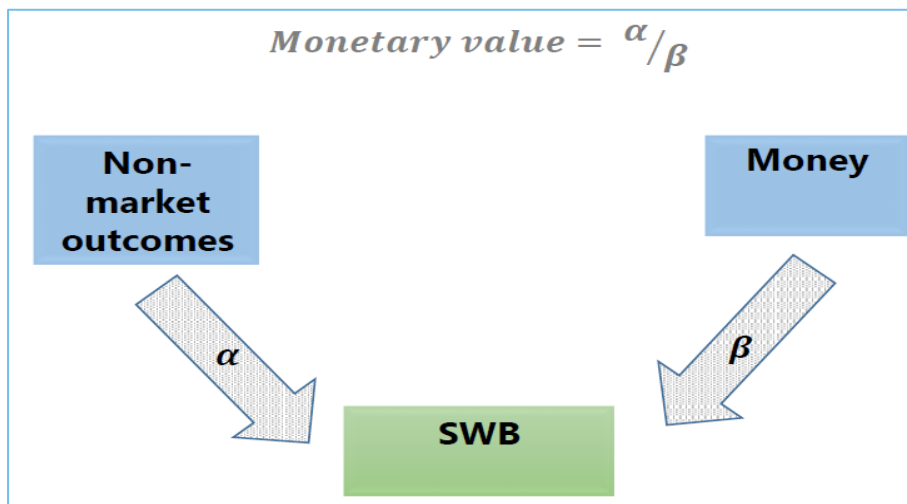 Monetary value = α/β
Non-
market
outcomes
Money
α
β
SWB